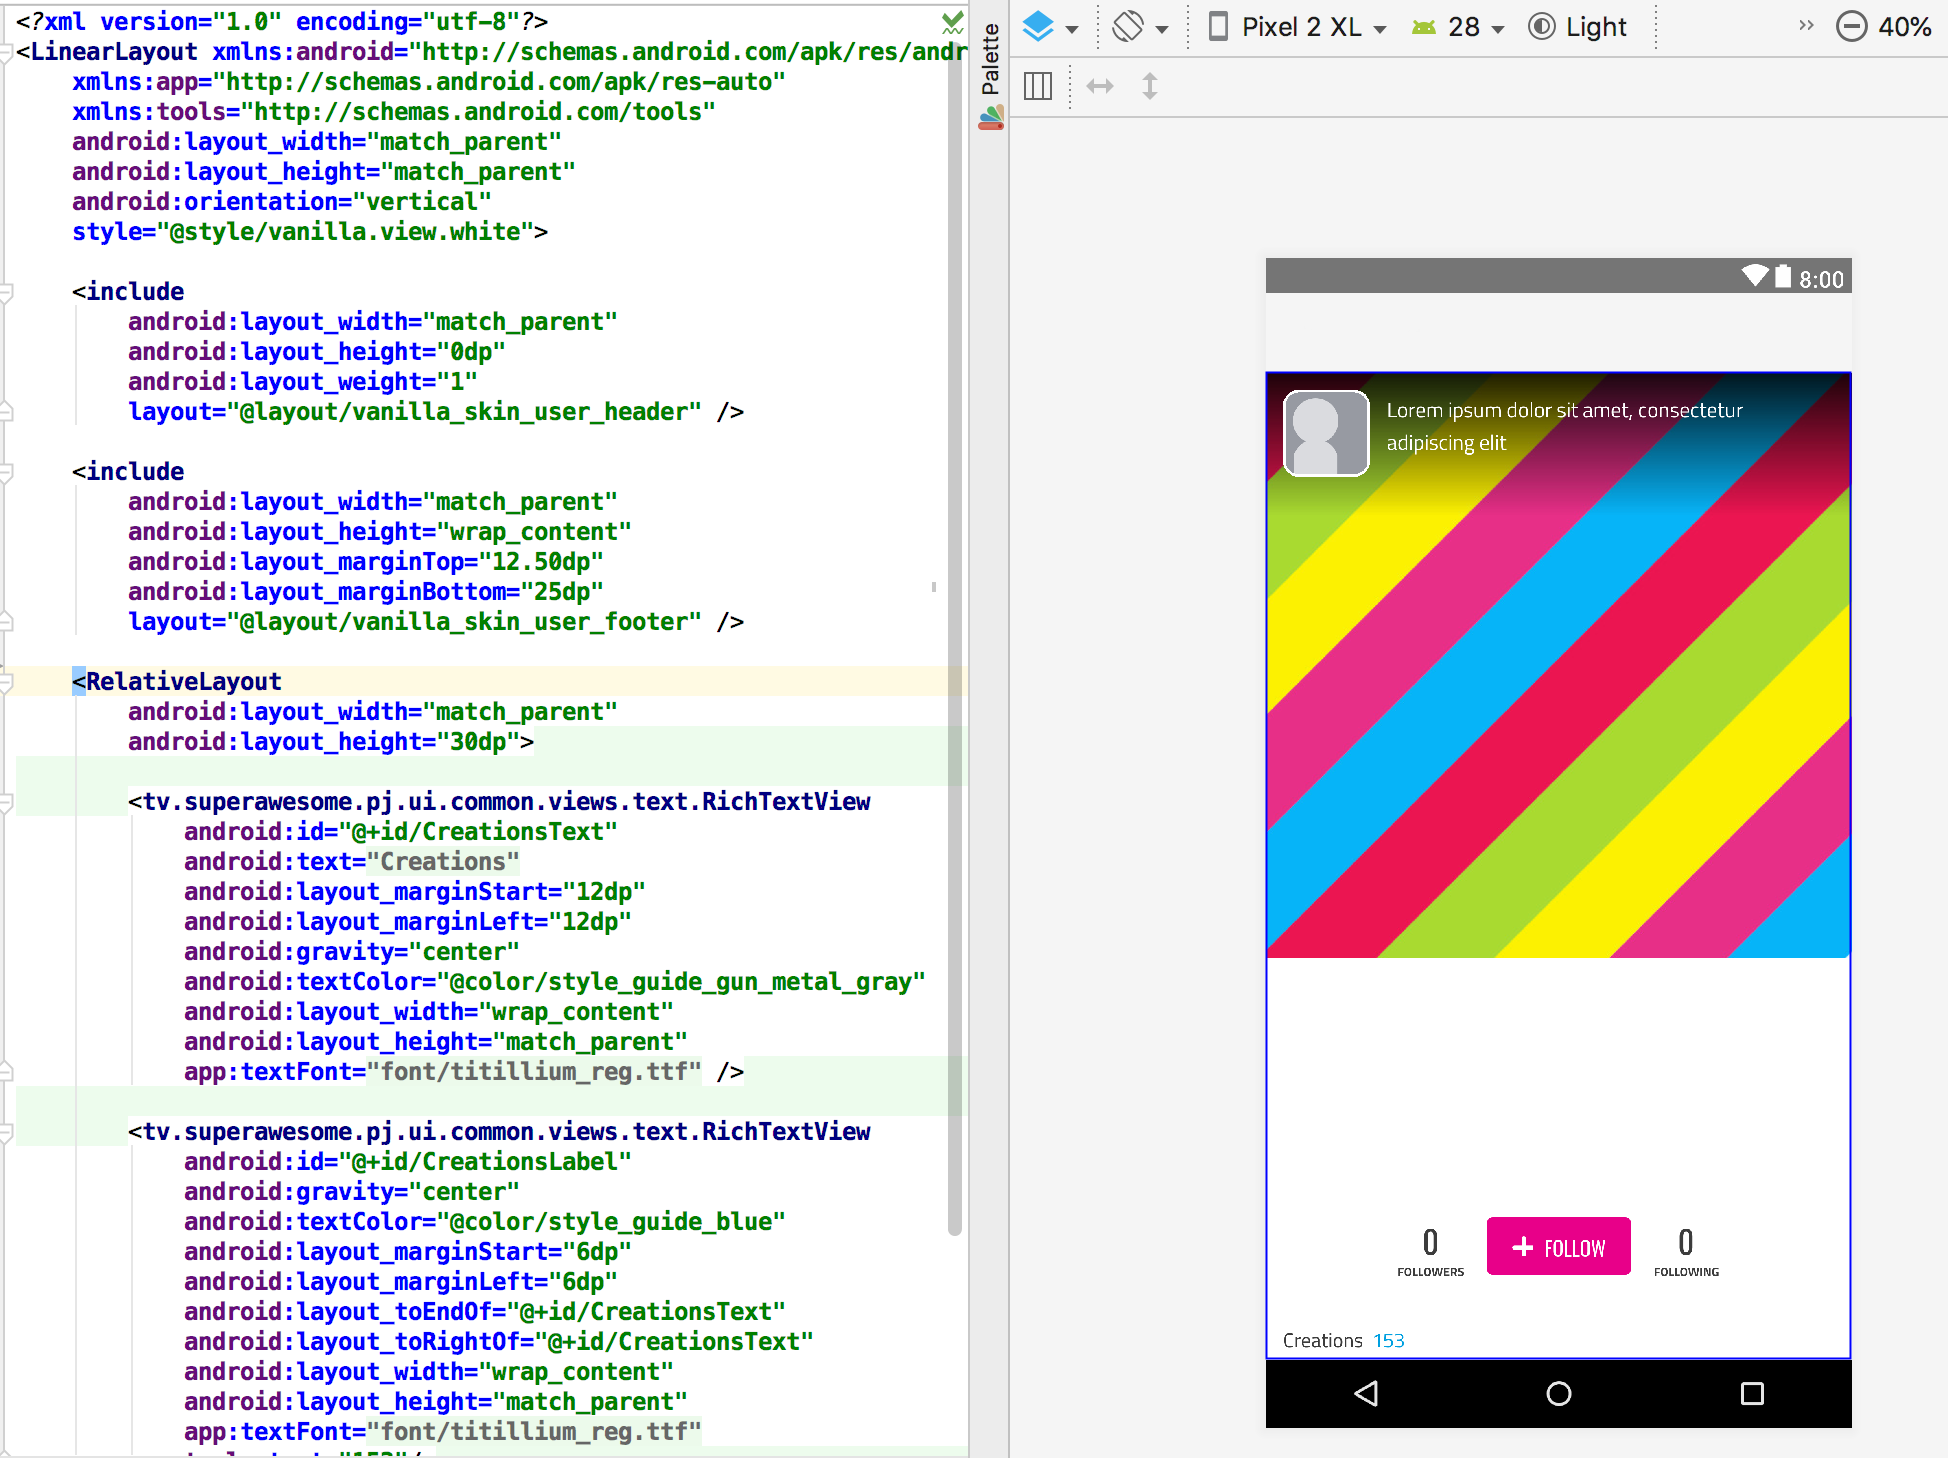 <?xml version="1.0" encoding="utf-8"?>
<LinearLayout xmlns:android="http://schemas.android.com/apk/res/andr
xmlns:app="http://schemas.android.com/apk/res-auto"
xmlns:tools="http://schemas.android.com/tools"
android:layout_width="match_parent"
android:layout_height="match_parent"
android:orientation="vertical"
style="@style/vanilla.view.white">
<include
android:layout_width="match_parent"
android:layout_height="0dp"
android:layout_weight="1"
layout="@layout/vanilla_skin_user_header" />
<include
android:layout_width="match_parent"
android:layout_height="wrap_content"
android:layout_marginTop="12.50dp"
android:layout_marginBottom="25dp"
layout="@layout/vanilla_skin_user_footer" />
<RelativeLayout
android:layout_width="match_parent"
android:layout_height="30dp">
<tv.superawesome.pj.ui.common.views.text.RichTextView
android:id="@+id/CreationsText"
android:text="Creations"
android:layout_marginStart="12dp"
android:layout_marginLeft="12dp"
android:gravity="center"
android:textColor="@color/style_guide_gun_metal_gray"
android:layout_width="wrap_content"
android:layout_height="match_parent"
app:textFont="font/titillium_reg.ttf" />
<tv.superawesome.pj.ui.common.views.text.RichTextView
android:id="@+id/CreationsLabel"
android:gravity="center"
android:textColor="@color/style_guide_blue"
android:layout_marginStart="6dp"
android:layout_marginLeft="6dp"
android:layout_toEndOf="@+id/CreationsText"
android:layout_toRightOf="@+id/CreationsText"
android:layout_width="wrap_content"
android:layout_height="match_parent"
app:textFont="font/titillium_reg.ttf"
Palette
Pixel 2 XL
28
Light
40%
8:00
Lorem ipsum dolor sit amet, consectetur
adipiscing elit
0
FOLLOWERS
+ FOLLOW
0
FOLLOWING
Creations 153